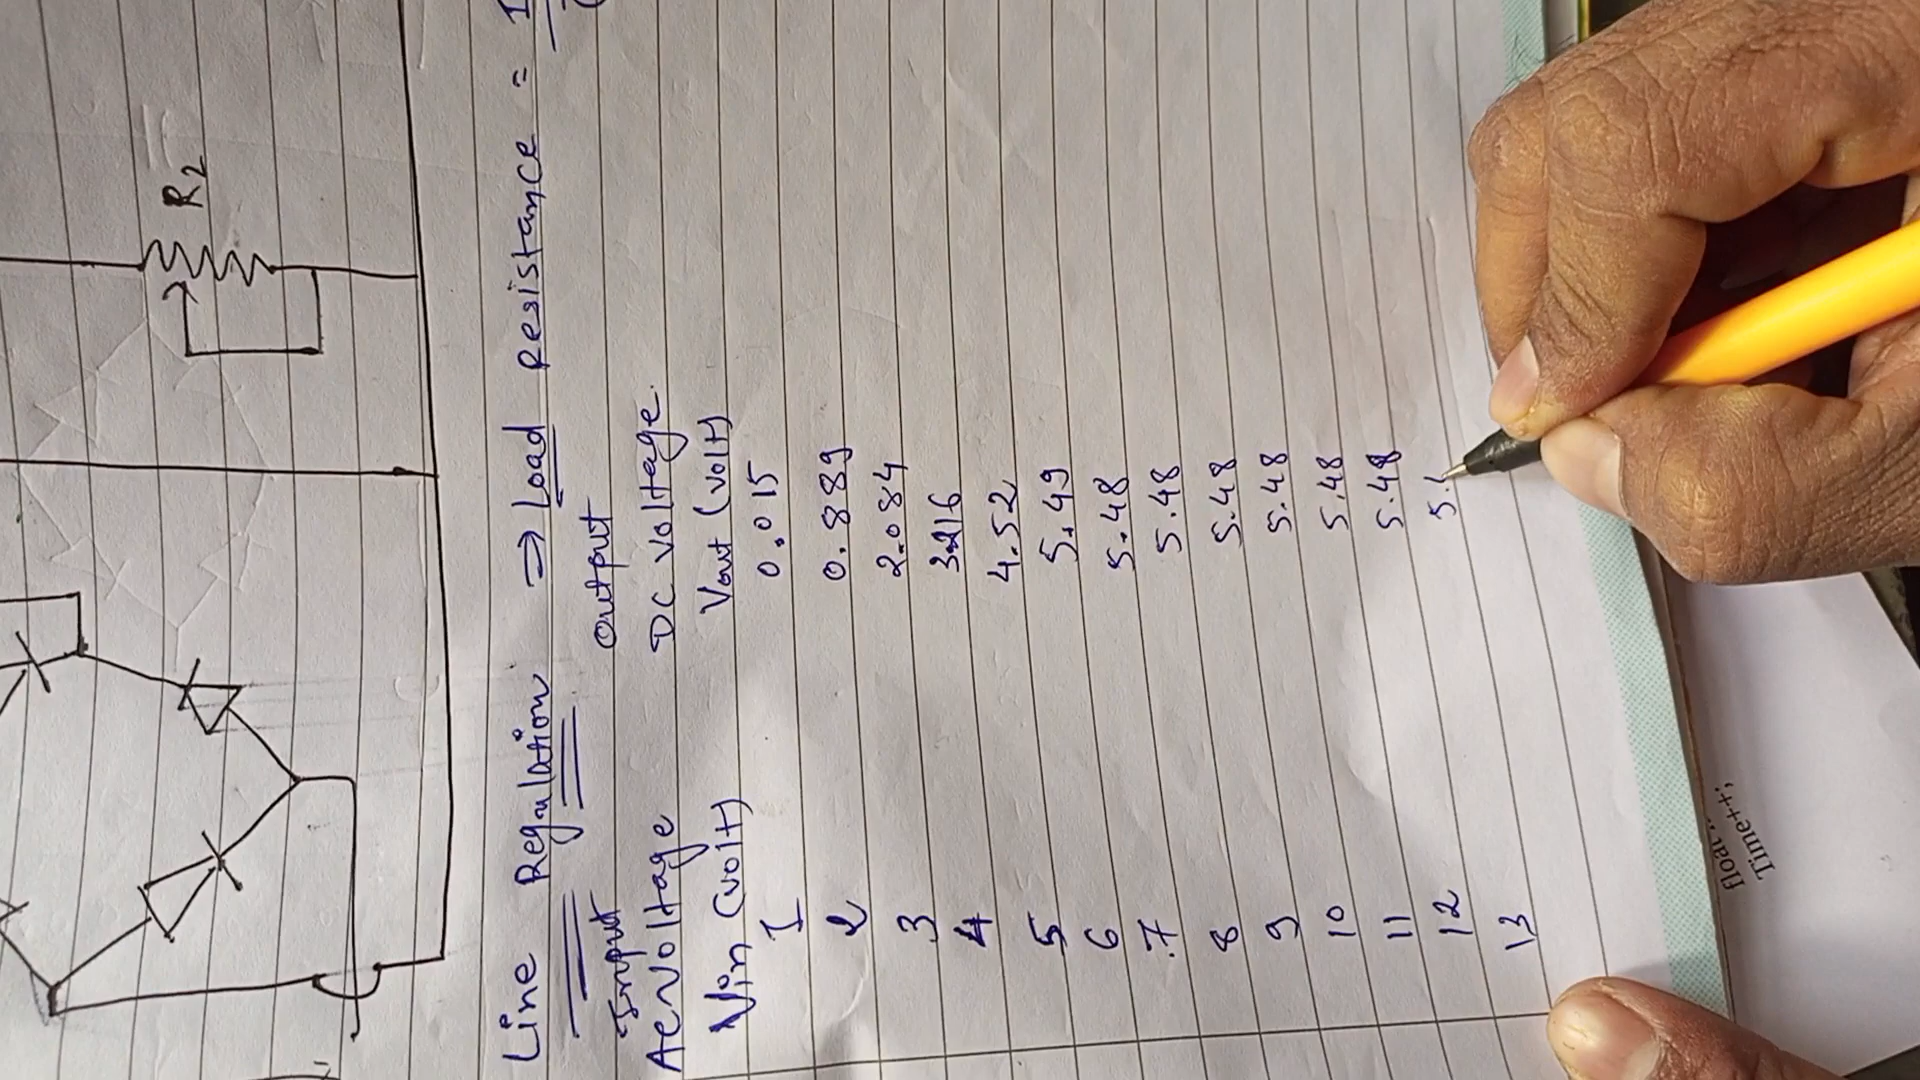 R2
Line Regulation => Load resistance = 1
Input Output
AC Voltage DC Voltage.
Vin (volt) Vout (volt)
1 0.015
2 0.889
3 2.084
4 3.216
5 4.52
6 5.49
7 5.48
8 5.48
9 5.48
10 5.48
11 5.48
12 5.48
13 5.
Time++;